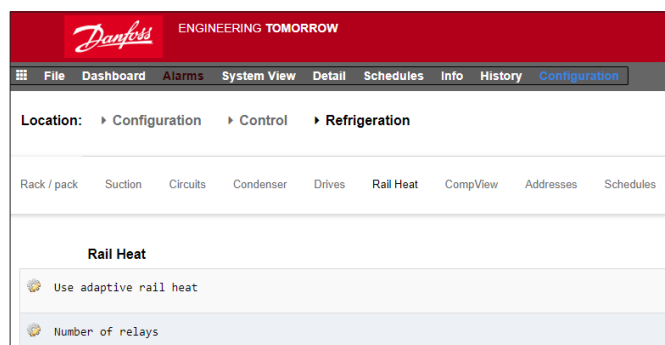 Danfoss ENGINEERING TOMORROW
File Dashboard Alarms System View Detail Schedules Info History Configuration
Location: Configuration Control Refrigeration
Rack / pack Suction Circuits Condenser Drives Rail Heat CompView Addresses Schedules
Rail Heat
Use adaptive rail heat
Number of relays